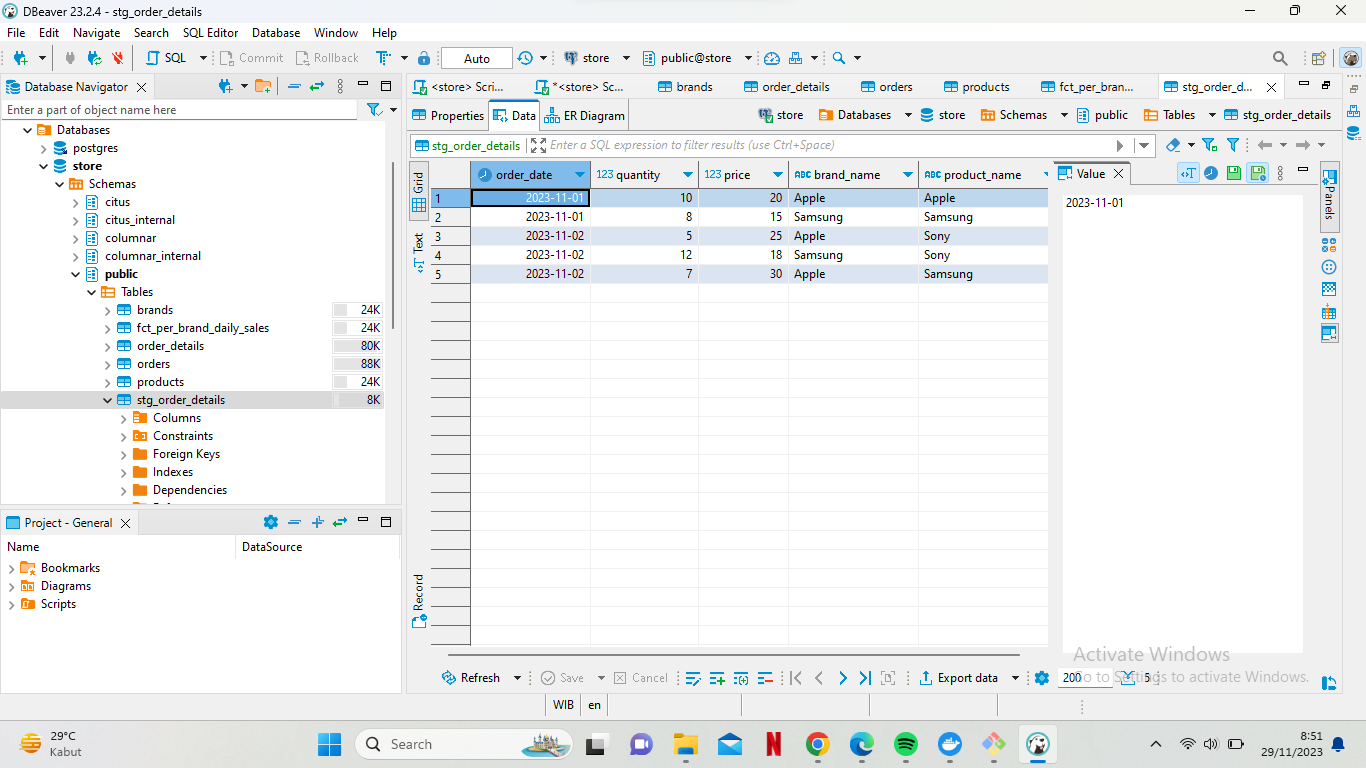 DBeaver 23.2.4 - stg_order_details
File Edit Navigate Search SQL Editor Database Window Help
SQL Commit Rollback Auto store public@store
Database Navigator
Enter a part of object name here
Databases
postgres
store
Schemas
citus
citus_internal
columnar
columnar_internal
public
Tables
brands 24K
fct_per_brand_daily_sales 24K
order_details 80K
orders 88K
products 24K
stg_order_details 8K
Columns
Constraints
Foreign Keys
Indexes
Dependencies
Project - General
Name DataSource
Bookmarks
Diagrams
Scripts
<store> Scri... *<store> Sc... brands order_details orders products fct_per_bran... stg_order_d...
Properties Data ER Diagram store Databases store Schemas public Tables stg_order_details
stg_order_details Enter a SQL expression to filter results (use Ctrl+Space)
Grid
Text
Record
order_date 123 quantity 123 price ABC brand_name ABC product_name
1 2023-11-01 10 20 Apple Apple
2 2023-11-01 8 15 Samsung Samsung
3 2023-11-02 5 25 Apple Sony
4 2023-11-02 12 18 Samsung Sony
5 2023-11-02 7 30 Apple Samsung
Value
2023-11-01
Panels
Activate Windows
Go to Settings to activate Windows.
Refresh Save Cancel Export data 200 5
WIB en
29°C
Kabut
Search
8:51
29/11/2023